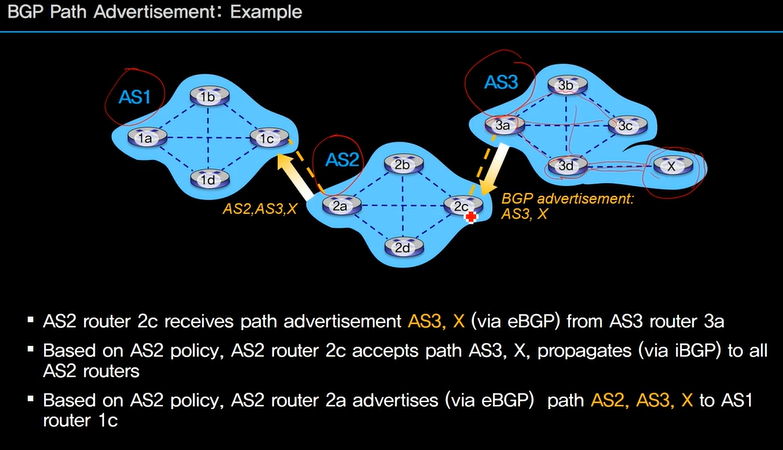 BGP Path Advertisement: Example
AS1
1b
1a
1c
1d
AS2
2b
2a
2c
2d
AS3
3b
3a
3c
3d
X
AS2,AS3,X
BGP advertisement:
AS3, X
▪ AS2 router 2c receives path advertisement AS3, X (via eBGP) from AS3 router 3a
▪ Based on AS2 policy, AS2 router 2c accepts path AS3, X, propagates (via iBGP) to all
AS2 routers
▪ Based on AS2 policy, AS2 router 2a advertises (via eBGP) path AS2, AS3, X to AS1
router 1c